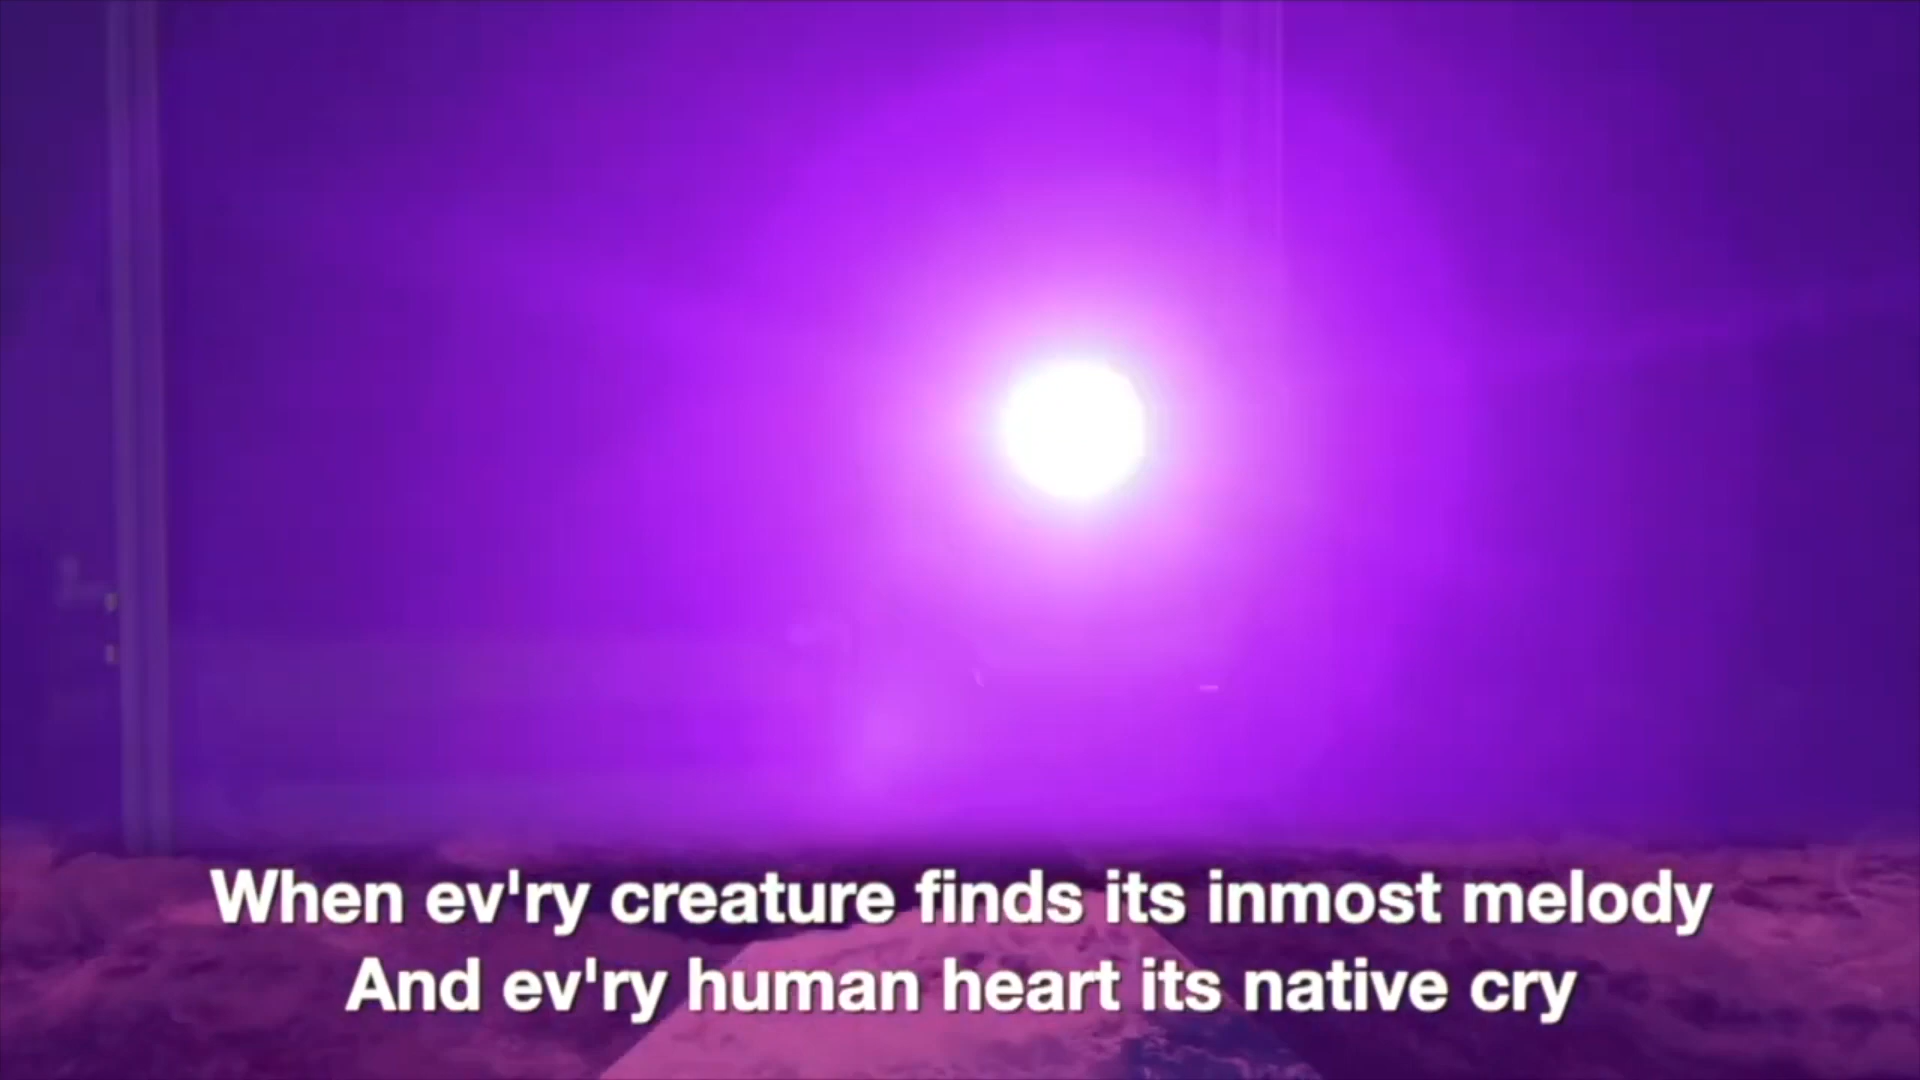 When ev'ry creature finds its inmost melody
And ev'ry human heart its native cry